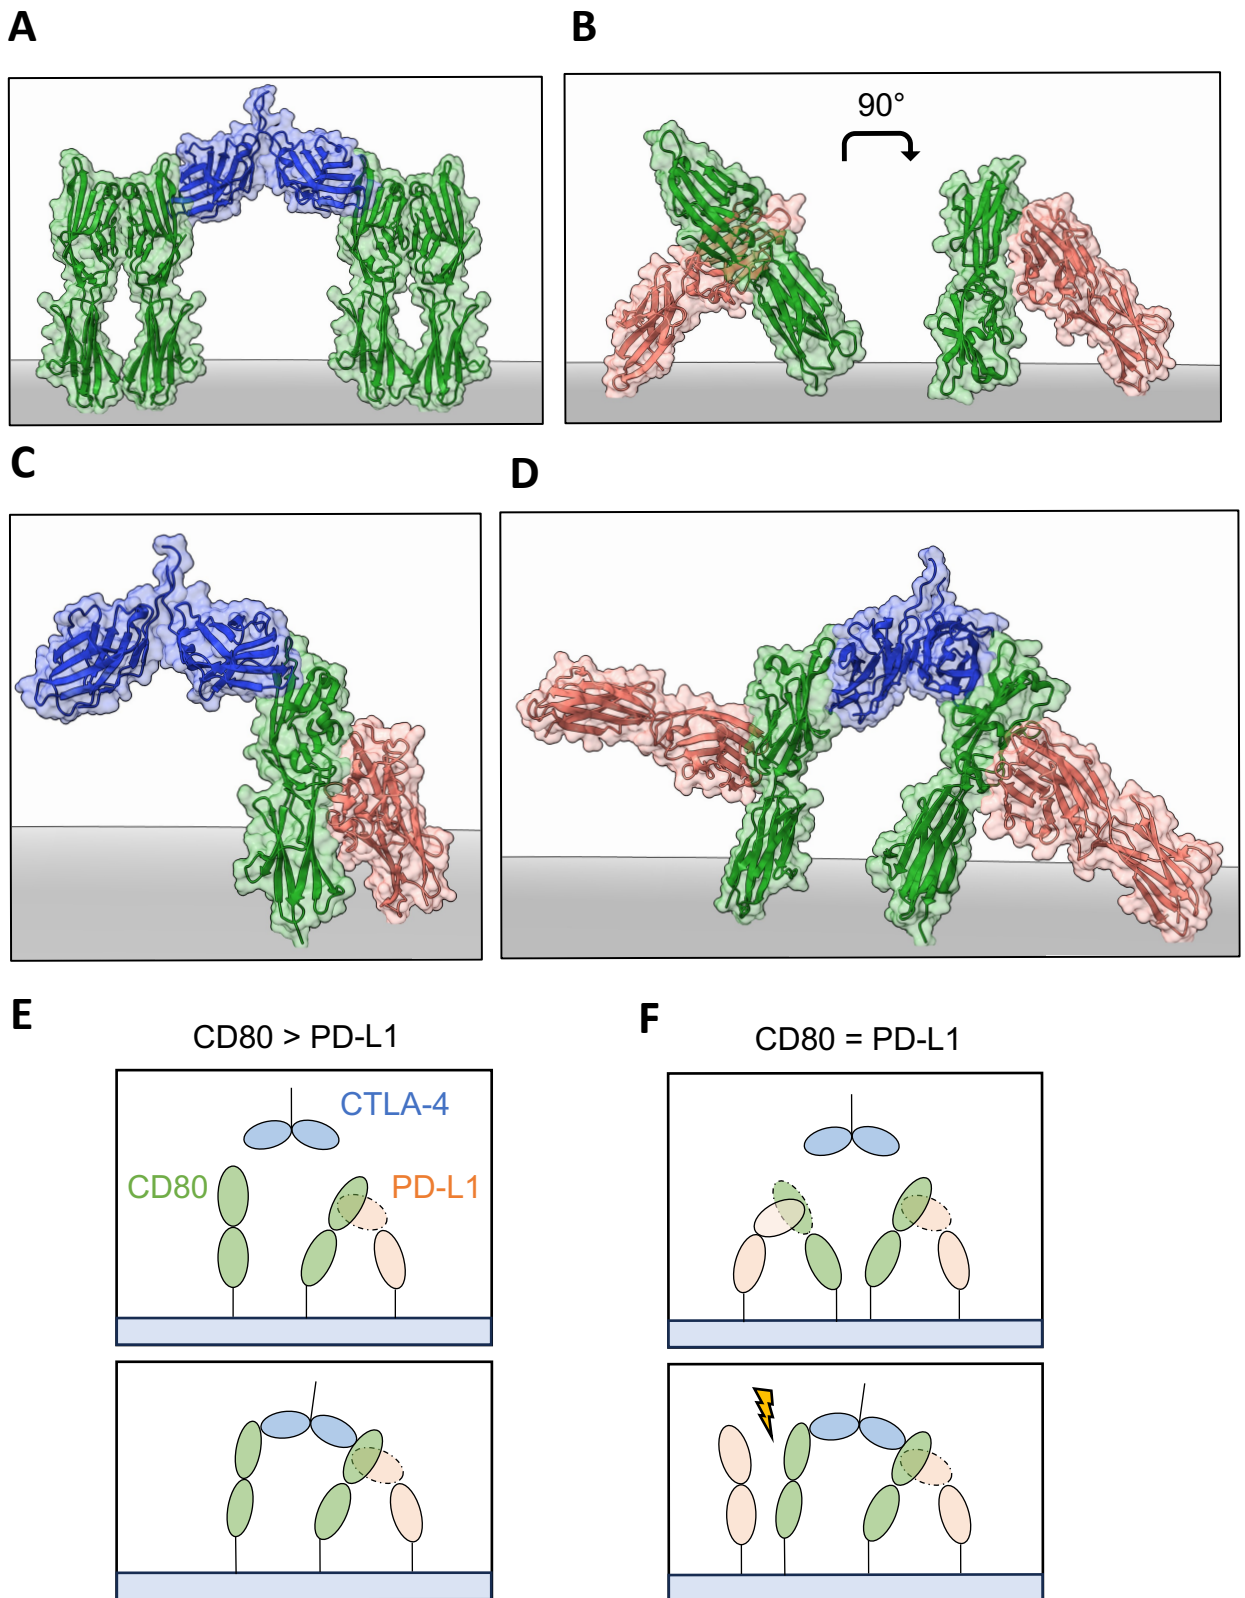 A
B
90°
C
D
E
CD80 > PD-L1
F
CD80 = PD-L1
CTLA-4
CD80
PD-L1